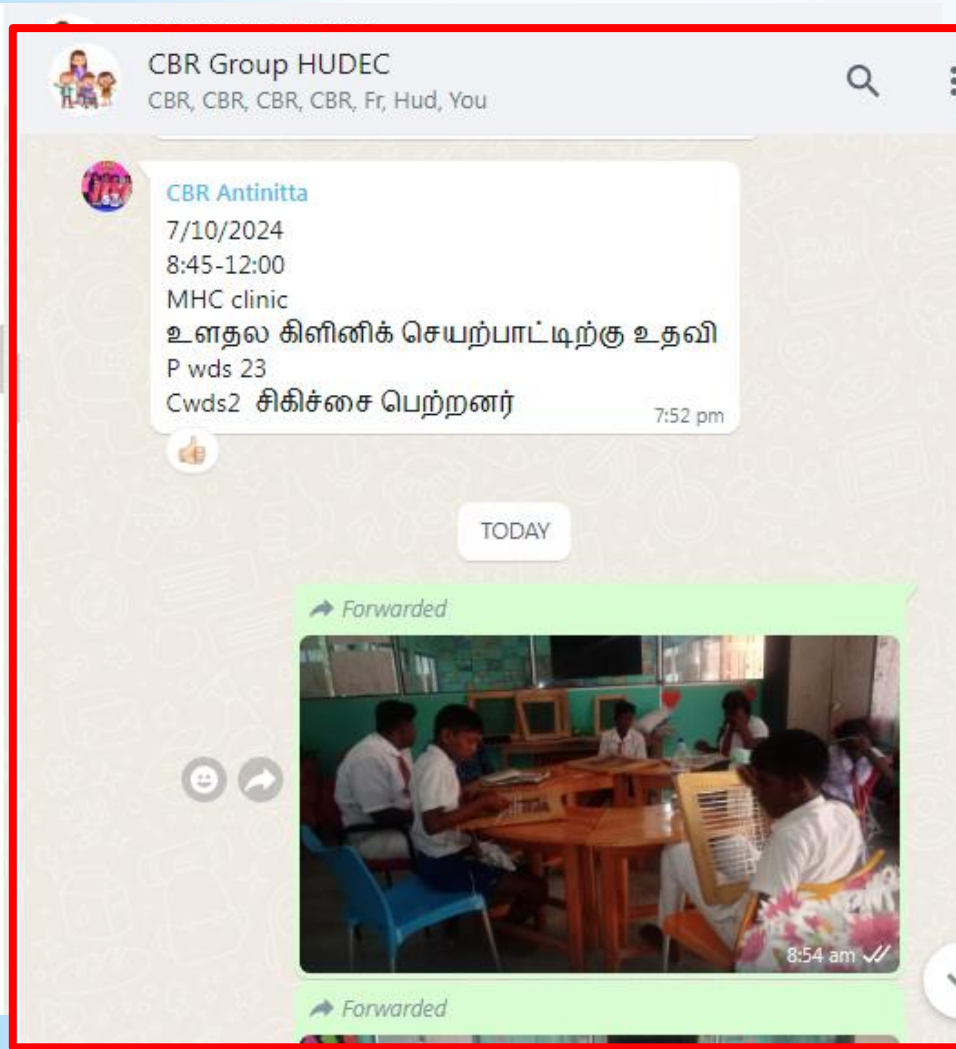 CBR Group HUDEC
CBR, CBR, CBR, CBR, Fr, Hud, You
CBR Antinitta
7/10/2024
8:45-12:00
MHC clinic
உளதல கிளினிக் செயற்பாட்டிற்கு உதவி
P wds 23
Cwds2 சிகிச்சை பெற்றனர்
7:52 pm
TODAY
Forwarded
8:54 am
Forwarded